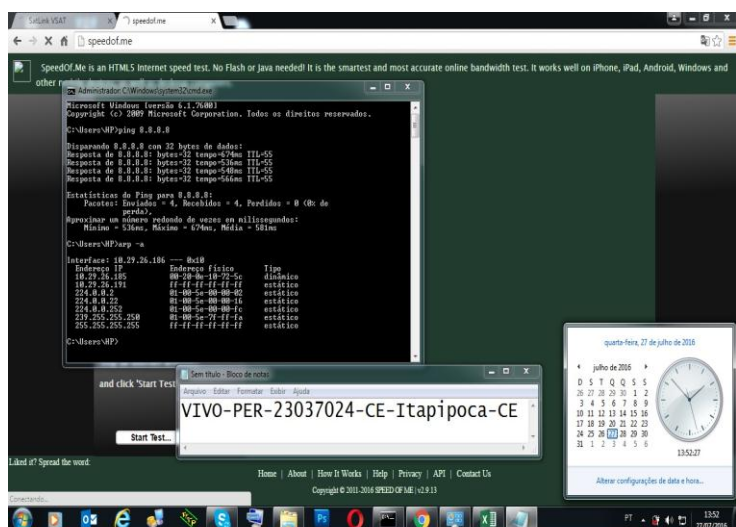 SatLink VSAT
speedof.me
speedof.me
SpeedOf.Me is an HTML5 Internet speed test. No Flash or Java needed! It is the smartest and most accurate online bandwidth test. It works well on iPhone, iPad, Android, Windows and
other
Administrador: C:\Windows\system32\cmd.exe
Microsoft Windows [versão 6.1.7600]
Copyright (c) 2009 Microsoft Corporation. Todos os direitos reservados.
C:\Users\HP>ping 8.8.8.8
Disparando 8.8.8.8 com 32 bytes de dados:
Resposta de 8.8.8.8: bytes=32 tempo=674ms TTL=55
Resposta de 8.8.8.8: bytes=32 tempo=536ms TTL=55
Resposta de 8.8.8.8: bytes=32 tempo=548ms TTL=55
Resposta de 8.8.8.8: bytes=32 tempo=566ms TTL=55
Estatísticas do Ping para 8.8.8.8:
Pacotes: Enviados = 4, Recebidos = 4, Perdidos = 0 (0% de
perda),
Aproximar um número redondo de vezes em milissegundos:
Mínimo = 536ms, Máximo = 674ms, Média = 581ms
C:\Users\HP>arp -a
Interface: 10.29.26.186 --- 0x10
Endereço IP Endereço físico Tipo
10.29.26.185 00-20-0e-10-72-5c dinâmico
10.29.26.191 ff-ff-ff-ff-ff-ff estático
224.0.0.2 01-00-5e-00-00-02 estático
224.0.0.22 01-00-5e-00-00-16 estático
224.0.0.252 01-00-5e-00-00-fc estático
239.255.255.250 01-00-5e-7f-ff-fa estático
255.255.255.255 ff-ff-ff-ff-ff-ff estático
C:\Users\HP>
and click 'Start Test
Start Test...
Sem título - Bloco de notas
Arquivo Editar Formatar Exibir Ajuda
VIVO-PER-23037024-CE-Itapipoca-CE
quarta-feira, 27 de julho de 2016
julho de 2016
D S T Q Q S S
26 27 28 29 30 1 2
3 4 5 6 7 8 9
10 11 12 13 14 15 16
17 18 19 20 21 22 23
24 25 26 27 28 29 30
31 1 2 3 4 5 6
13:52:27
Alterar configurações de data e hora...
Liked it? Spread the word:
Home | About | How It Works | Help | Privacy | API | Contact Us
Copyright © 2011-2016 SPEEDOF.ME | v2.9.13
Conectando...
PT
13:52
27/07/2016